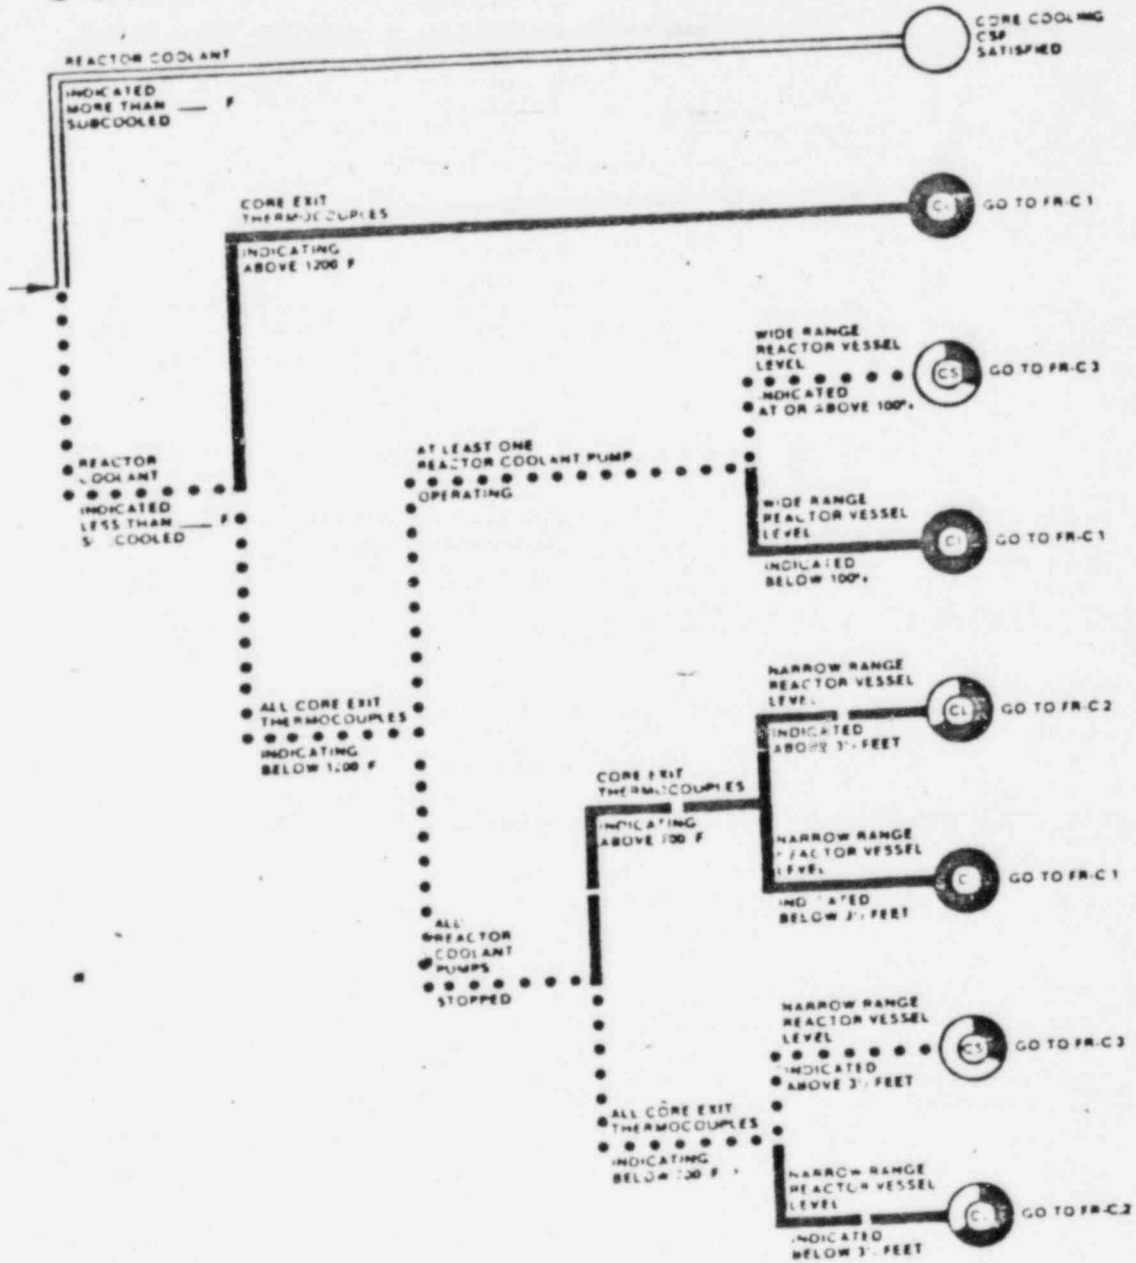 CORE COOLING
CSF
SATISFIED
REACTOR COOLANT
INDICATED
MORE THAN ___ F
SUBCOOLED
CORE EXIT
THERMOCOUPLES
INDICATING
ABOVE 1200 F
GO TO FR-C 1
WIDE RANGE
REACTOR VESSEL
LEVEL
INDICATED
AT OR ABOVE 100%
CS
GO TO FR-C 3
AT LEAST ONE
REACTOR COOLANT PUMP
OPERATING
REACTOR
COOLANT
INDICATED
LESS THAN ___ F
WIDE RANGE
REACTOR VESSEL
LEVEL
INDICATED
BELOW 100%
GO TO FR-C 1
ALL CORE EXIT
THERMOCOUPLES
INDICATING
BELOW 1200 F
NARROW RANGE
REACTOR VESSEL
LEVEL
INDICATED
ABOVE FEET
GO TO FR-C 2
CORE EXIT
THERMOCOUPLES
INDICATING
ABOVE 700 F
NARROW RANGE
REACTOR VESSEL
LEVEL
INDICATED
BELOW FEET
GO TO FR-C 1
ALL
REACTOR
COOLANT
PUMPS
STOPPED
NARROW RANGE
REACTOR VESSEL
LEVEL
INDICATED
ABOVE FEET
CS
GO TO FR-C 3
ALL CORE EXIT
THERMOCOUPLES
INDICATING
BELOW 700 F
NARROW RANGE
REACTOR VESSEL
LEVEL
INDICATED
BELOW FEET
GO TO FR-C.2